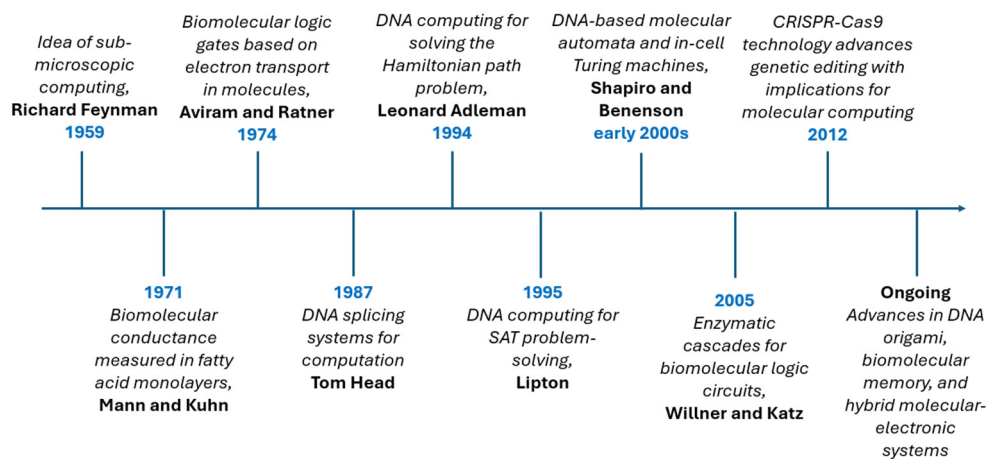 Idea of sub-
microscopic
computing,
Richard Feynman
1959
Biomolecular logic
gates based on
electron transport
in molecules,
Aviram and Ratner
1974
DNA computing for
solving the
Hamiltonian path
problem,
Leonard Adleman
1994
DNA-based molecular
automata and in-cell
Turing machines,
Shapiro and
Benenson
early 2000s
CRISPR-Cas9
technology advances
genetic editing with
implications for
molecular computing
2012
1971
Biomolecular
conductance
measured in fatty
acid monolayers,
Mann and Kuhn
1987
DNA splicing
systems for
computation
Tom Head
1995
DNA computing for
SAT problem-
solving,
Lipton
2005
Enzymatic
cascades for
biomolecular logic
circuits,
Willner and Katz
Ongoing
Advances in DNA
origami,
biomolecular
memory, and
hybrid molecular-
electronic
systems